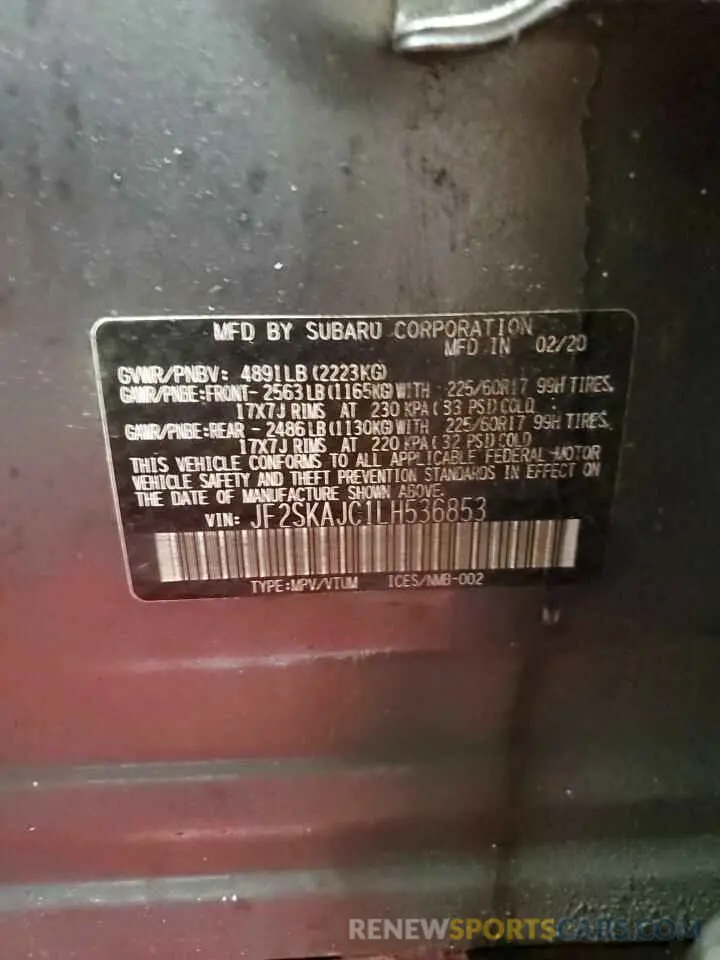 MFD BY SUBARU CORPORATION
MFD IN 02/20
GVWR/PNBV: 4891LB(2223KG)
GAWR/PNBE:FRONT- 2563LB(1165KG)WITH 225/60R17 99H TIRES,
17X7J RIMS AT 230 KPA(33 PSI)COLD
GAWR/PNBE:REAR - 2486LB(1130KG)WITH 225/60R17 99H TIRES,
17X7J RIMS AT 220 KPA(32 PSI)COLD
THIS VEHICLE CONFORMS TO ALL APPLICABLE FEDERAL MOTOR
VEHICLE SAFETY AND THEFT PREVENTION STANDARDS IN EFFECT ON
THE DATE OF MANUFACTURE SHOWN ABOVE.
VIN: JF2SKAJC1LH536853
TYPE:MPV/VTUM ICES/NMB-002
RENEWSPORTSCARS.COM